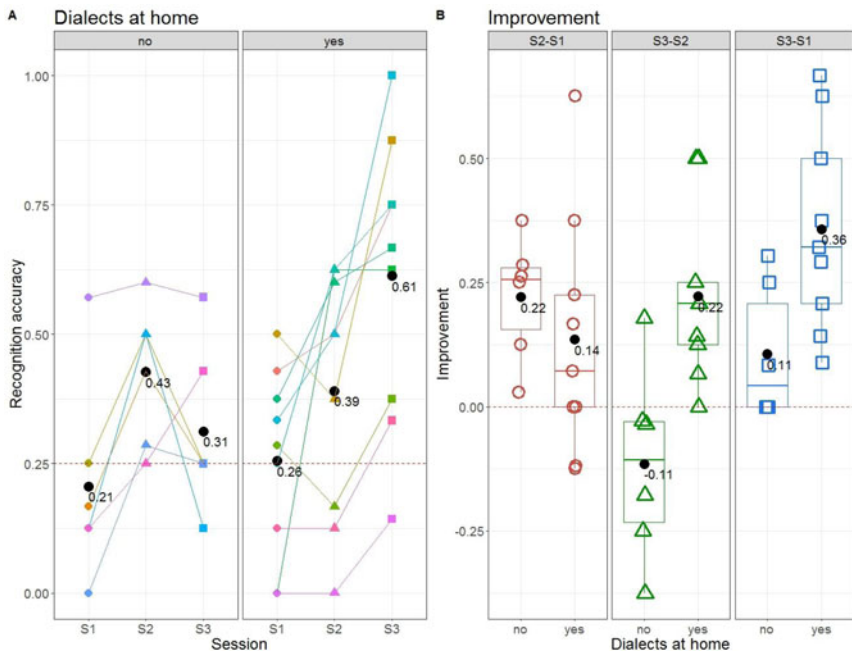 A Dialects at home
no yes
Recognition accuracy
1.00
0.75
0.50
0.25
0.00
0.21
0.43
0.31
0.26
0.39
0.61
S1 S2 S3 S1 S2 S3
Session
B Improvement
S2-S1 S3-S2 S3-S1
Improvement
0.50
0.25
0.00
-0.25
0.22
0.14
-0.11
0.22
0.11
0.36
no yes no yes no yes
Dialects at home